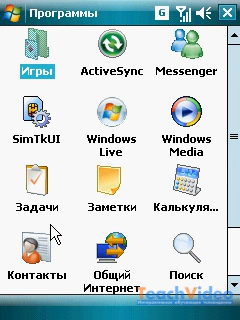 Программы
G
Игры
ActiveSync
Messenger
SimTkUI
Windows Live
Windows Media
Задачи
Заметки
Калькуля...
Контакты
Общий Интернет
Поиск
TeachVideo